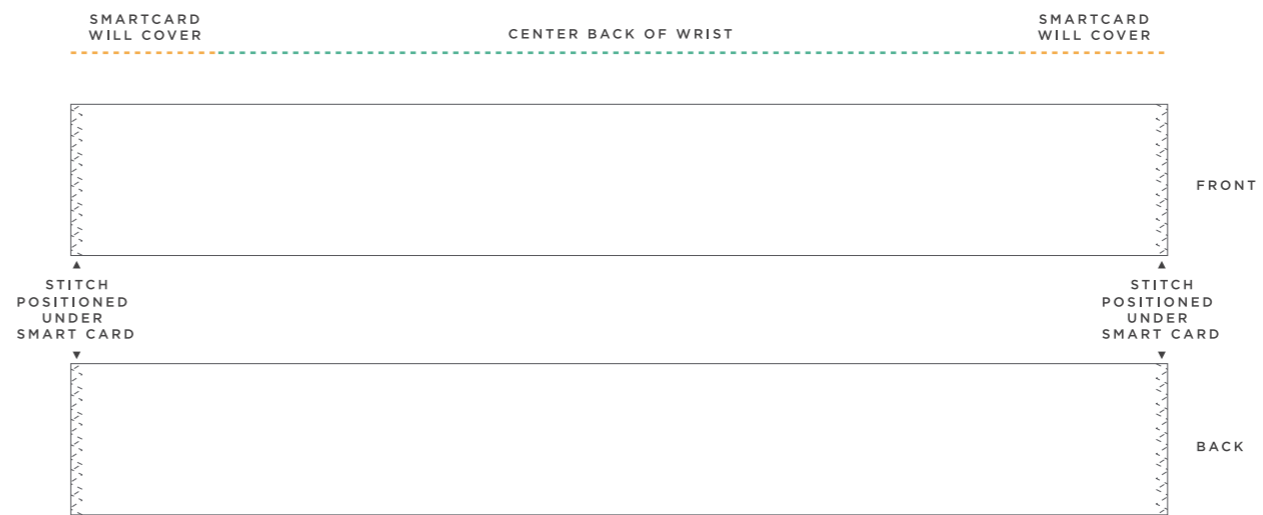 SMARTCARD
WILL COVER
CENTER BACK OF WRIST
SMARTCARD
WILL COVER
FRONT
STITCH
POSITIONED
UNDER
SMART CARD
STITCH
POSITIONED
UNDER
SMART CARD
BACK